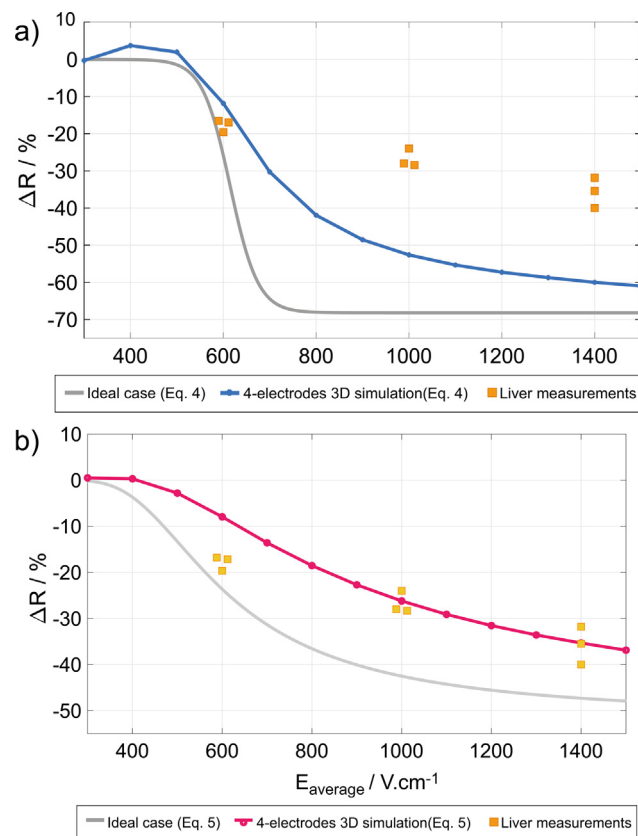 a)
10
0
-10
-20
-30
-40
-50
-60
-70
ΔR / %
400 600 800 1000 1200 1400
Ideal case (Eq. 4) 4-electrodes 3D simulation(Eq. 4) Liver measurements
b)
10
0
-10
-20
-30
-40
-50
ΔR / %
400 600 800 1000 1200 1400
Eaverage / V.cm-1
Ideal case (Eq. 5) 4-electrodes 3D simulation(Eq. 5) Liver measurements